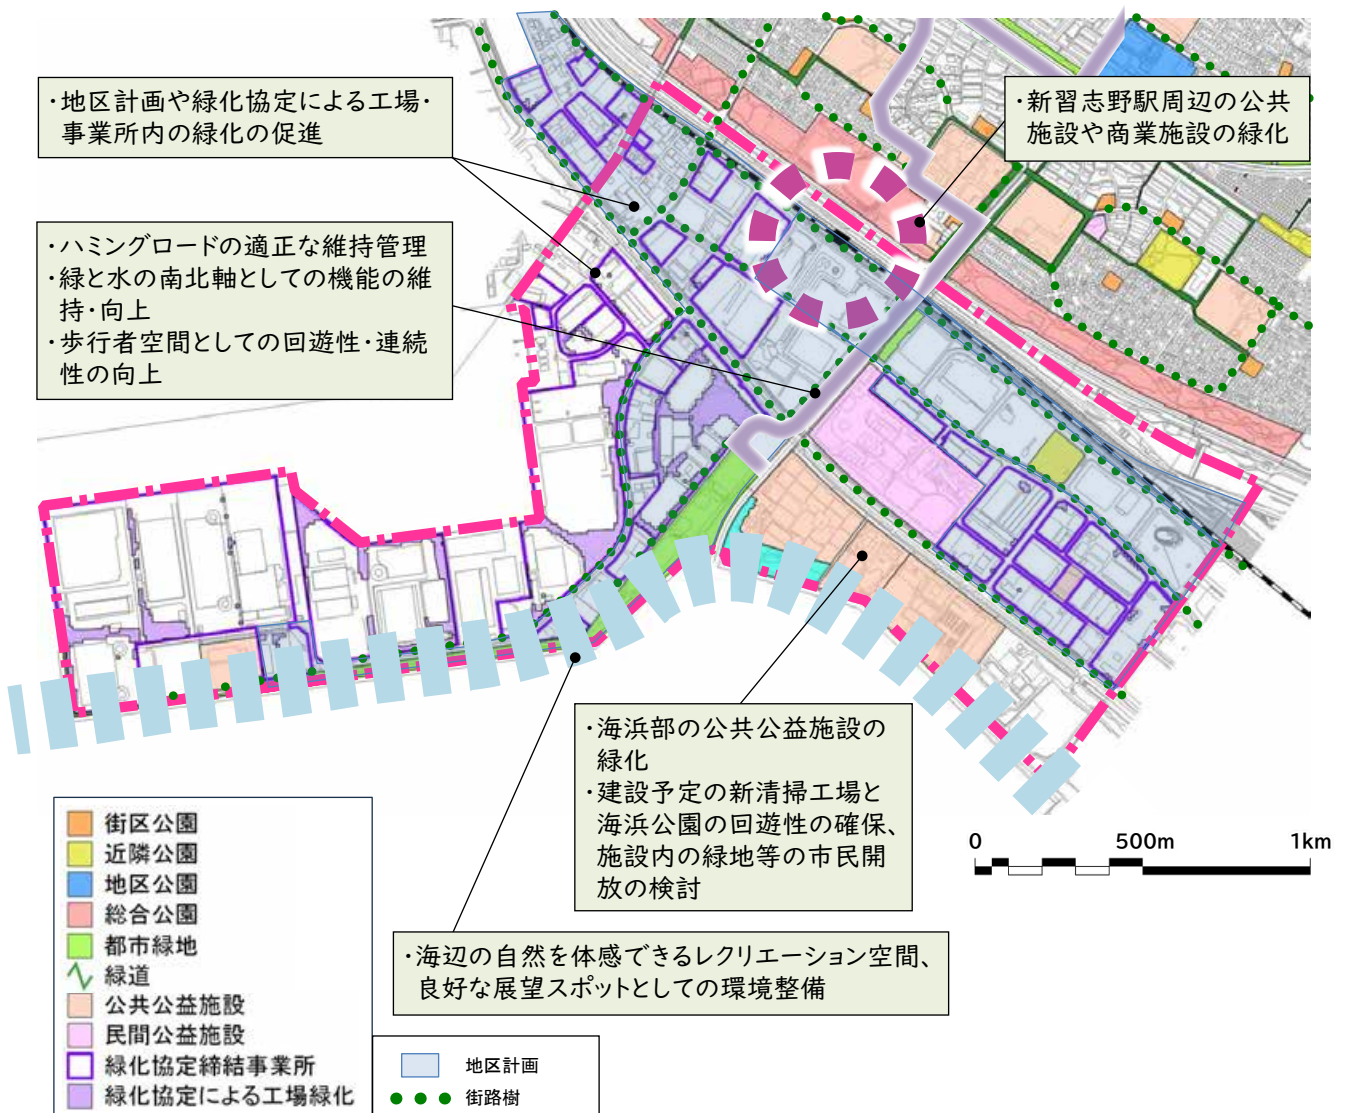 ・地区計画や緑化協定による工場・
事業所内の緑化の促進
・新習志野駅周辺の公共
施設や商業施設の緑化
・ハミングロードの適正な維持管理
・緑と水の南北軸としての機能の維
持・向上
・歩行者空間としての回遊性・連続
性の向上
・海浜部の公共公益施設の
緑化
・建設予定の新清掃工場と
海浜公園の回遊性の確保、
施設内の緑地等の市民開
放の検討
・海辺の自然を体感できるレクリエーション空間、
良好な展望スポットとしての環境整備
0 500m 1km
街区公園
近隣公園
地区公園
総合公園
都市緑地
緑道
公共公益施設
民間公益施設
緑化協定締結事業所
緑化協定による工場緑化
地区計画
街路樹